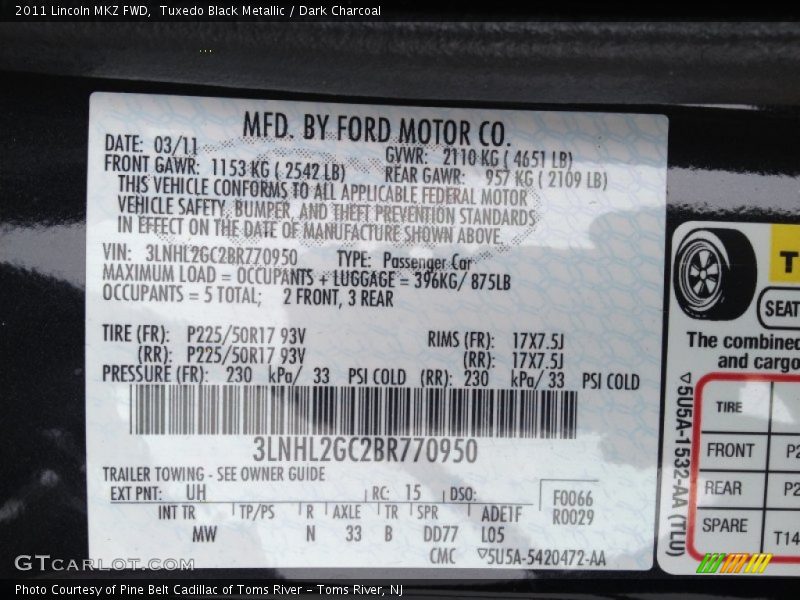 2011 Lincoln MKZ FWD, Tuxedo Black Metallic / Dark Charcoal
MFD. BY FORD MOTOR CO.
DATE: 03/11 GVWR: 2110 KG ( 4651 LB)
FRONT GAWR: 1153 KG ( 2542 LB) REAR GAWR: 957 KG ( 2109 LB)
THIS VEHICLE CONFORMS TO ALL APPLICABLE FEDERAL MOTOR
VEHICLE SAFETY, BUMPER, AND THEFT PREVENTION STANDARDS
IN EFFECT ON THE DATE OF MANUFACTURE SHOWN ABOVE.
VIN: 3LNHL2GC2BR770950 TYPE: Passenger Car
MAXIMUM LOAD = OCCUPANTS + LUGGAGE = 396KG/ 875LB
OCCUPANTS = 5 TOTAL; 2 FRONT, 3 REAR
TIRE (FR): P225/50R17 93V RIMS (FR): 17X7.5J
(RR): P225/50R17 93V (RR): 17X7.5J
PRESSURE (FR): 230 kPa/ 33 PSI COLD (RR): 230 kPa/ 33 PSI COLD
3LNHL2GC2BR770950
TRAILER TOWING - SEE OWNER GUIDE
EXT PNT: UH RC: 15 DSO: F0066
INT TR TP/PS R AXLE TR SPR ADE1F R0029
MW N 33 B DD77 L05
CMC ▽5U5A-5420472-AA
T
SEAT
The combined
and cargo
▽5U5A-1532-AA (TLU)
TIRE
FRONT P2
REAR P2
SPARE T14
GTcarlot.com
Photo Courtesy of Pine Belt Cadillac of Toms River – Toms River, NJ